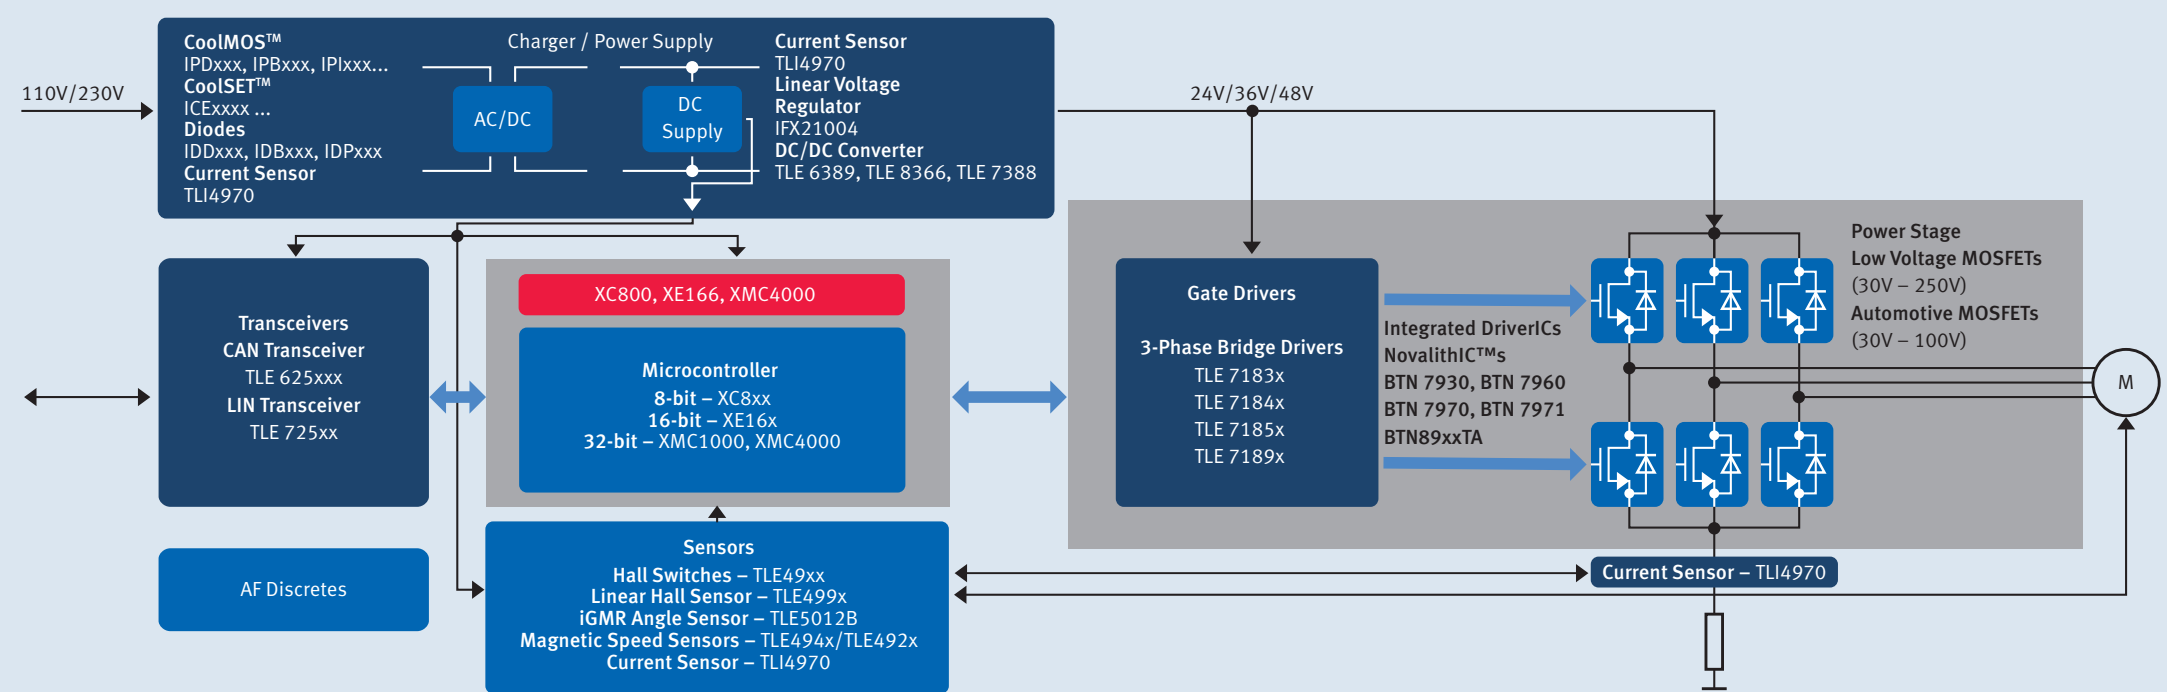 110V/230V
CoolMOS™
IPDxxx, IPBxxx, IPIxxx...
CoolSET™
ICExxxx ...
Diodes
IDDxxx, IDBxxx, IDPxxx
Current Sensor
TLI4970
Charger / Power Supply
AC/DC
DC
Supply
Current Sensor
TLI4970
Linear Voltage
Regulator
IFX21004
DC/DC Converter
TLE 6389, TLE 8366, TLE 7388
24V/36V/48V
Transceivers
CAN Transceiver
TLE 625xxx
LIN Transceiver
TLE 725xx
XC800, XE166, XMC4000
Microcontroller
8-bit – XC8xx
16-bit – XE16x
32-bit – XMC1000, XMC4000
Gate Drivers
3-Phase Bridge Drivers
TLE 7183x
TLE 7184x
TLE 7185x
TLE 7189x
Integrated DriverICs
NovalithIC™s
BTN 7930, BTN 7960
BTN 7970, BTN 7971
BTN89xxTA
Power Stage
Low Voltage MOSFETs
(30V – 250V)
Automotive MOSFETs
(30V – 100V)
M
AF Discretes
Sensors
Hall Switches – TLE49xx
Linear Hall Sensor – TLE499x
iGMR Angle Sensor – TLE5012B
Magnetic Speed Sensors – TLE494x/TLE492x
Current Sensor – TLI4970
Current Sensor – TLI4970